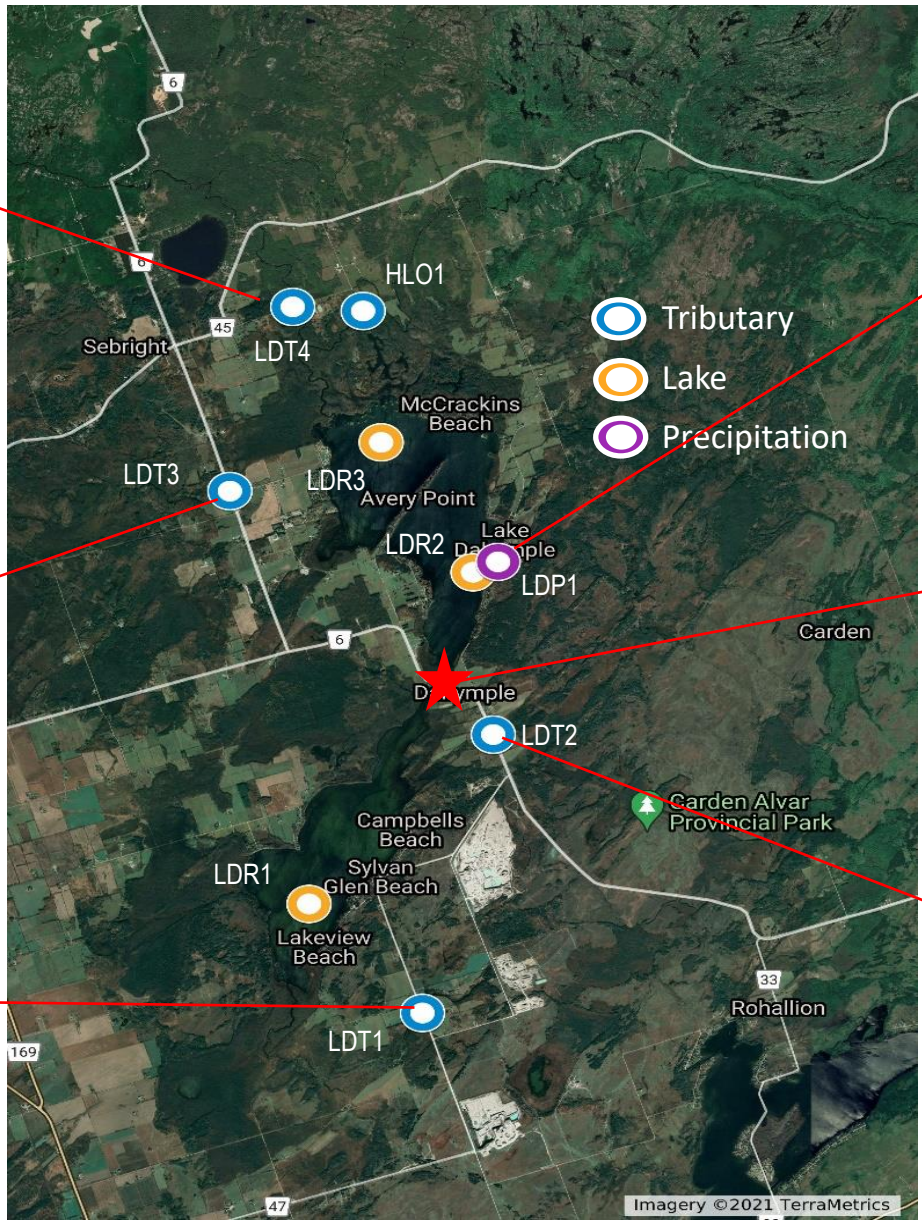 6
6
HLO1
45
LDT4
Sebright
Tributary
Lake
Precipitation
McCrackins
Beach
LDT3
LDR3
Avery Point
LDR2
Lake
LDP1
6
Carden
LDT2
Campbells
Beach
Carden Alvar
Provincial Park
LDR1
Sylvan
Glen Beach
Lakeview
Beach
33
Rohallion
LDT1
169
47
Imagery ©2021 TerraMetrics